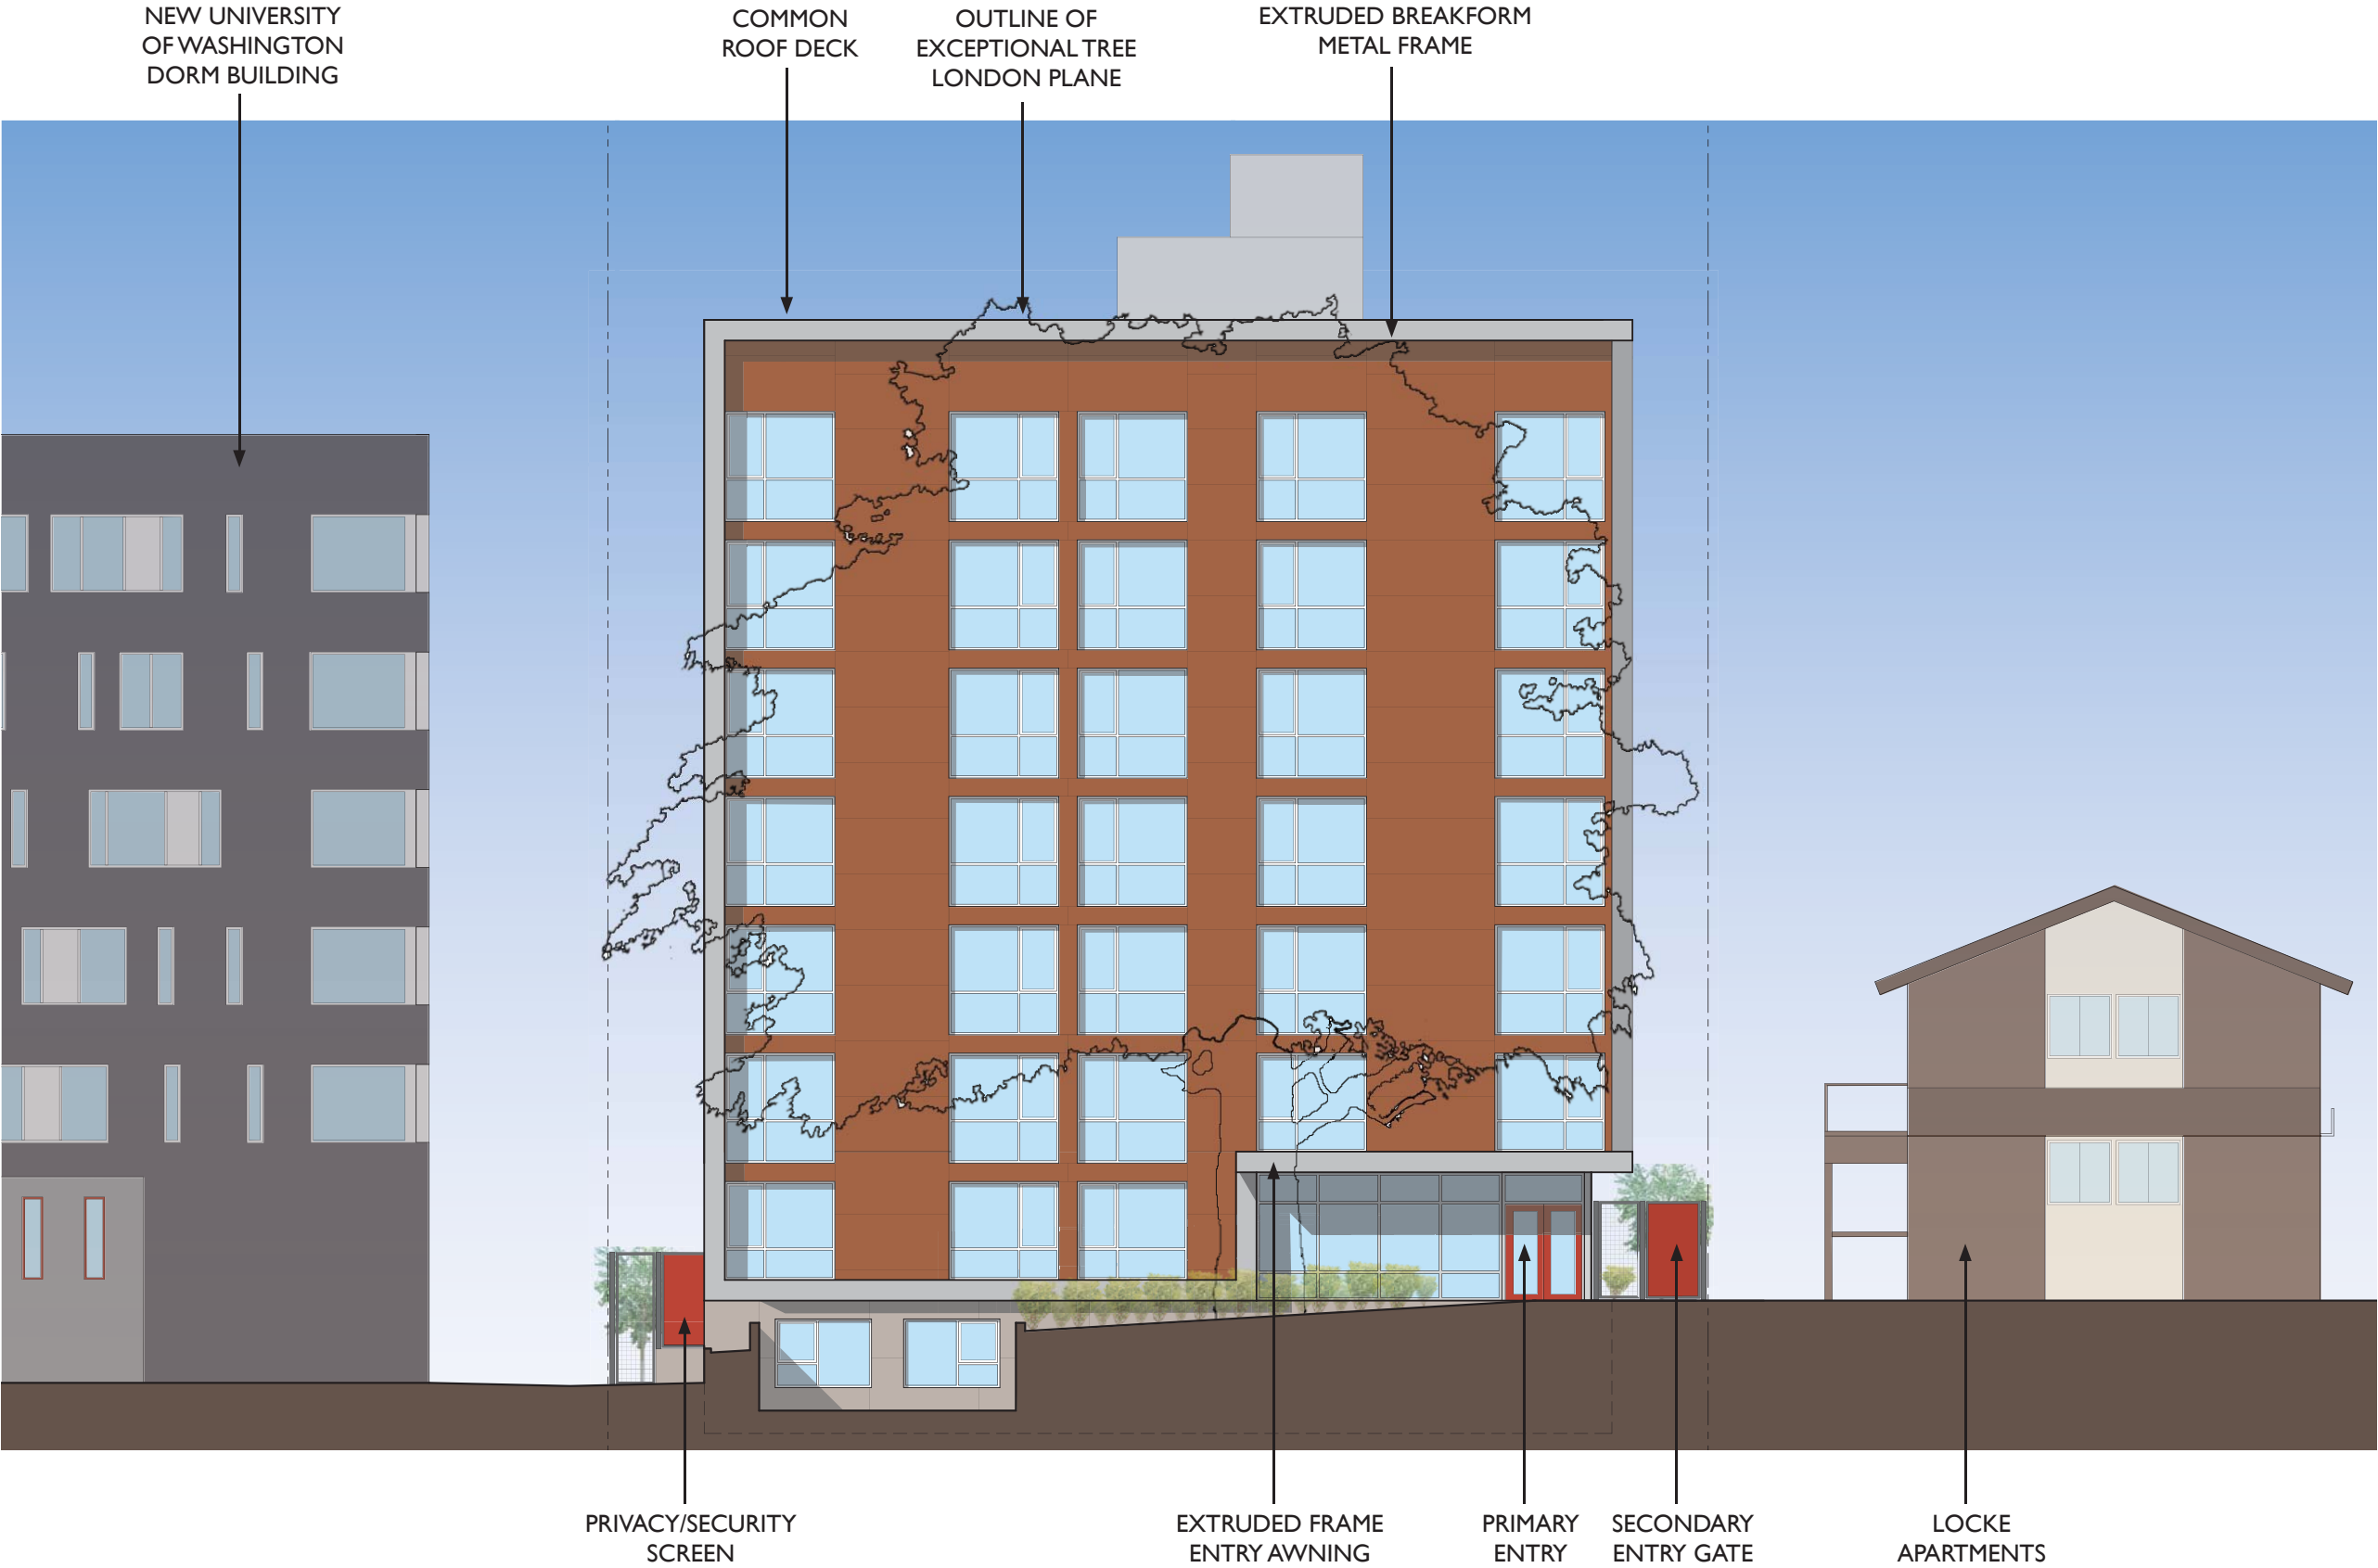 NEW UNIVERSITY
OF WASHINGTON
DORM BUILDING
COMMON
ROOF DECK
OUTLINE OF
EXCEPTIONAL TREE
LONDON PLANE
EXTRUDED BREAKFORM
METAL FRAME
PRIVACY/SECURITY
SCREEN
EXTRUDED FRAME
ENTRY AWNING
PRIMARY
ENTRY
SECONDARY
ENTRY GATE
LOCKE
APARTMENTS